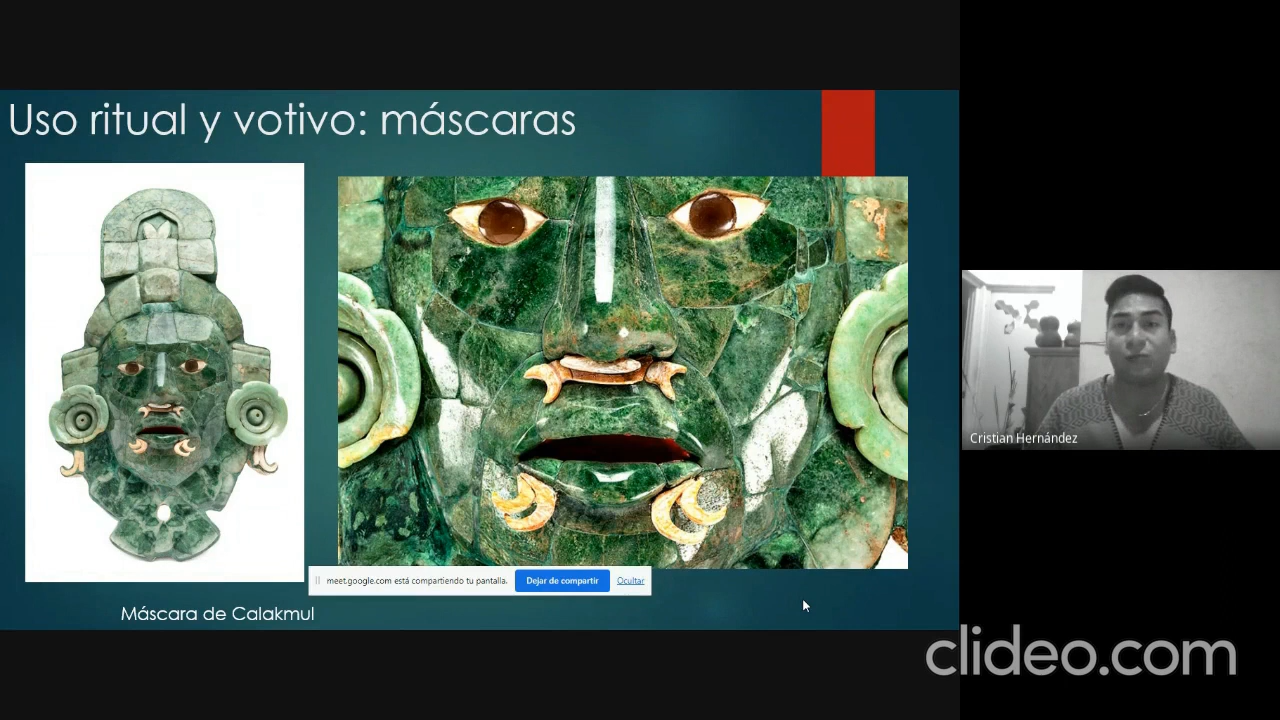 Uso ritual y votivo: máscaras
meet.google.com está compartiendo tu pantalla.
Dejar de compartir
Ocultar
Máscara de Calakmul
Cristian Hernández
clideo.com